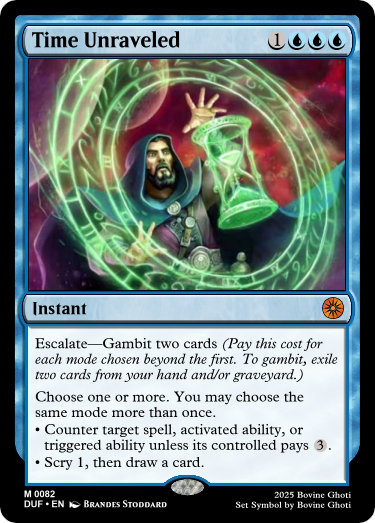 Time Unraveled 1
Instant
Escalate—Gambit two cards (Pay this cost for
each mode chosen beyond the first. To gambit, exile
two cards from your hand and/or graveyard.)
Choose one or more. You may choose the
same mode more than once.
• Counter target spell, activated ability, or
triggered ability unless its controlled pays 3.
• Scry 1, then draw a card.
M 0082
DUF • EN Brandes Stoddard
2025 Bovine Ghoti
Set Symbol by Bovine Ghoti